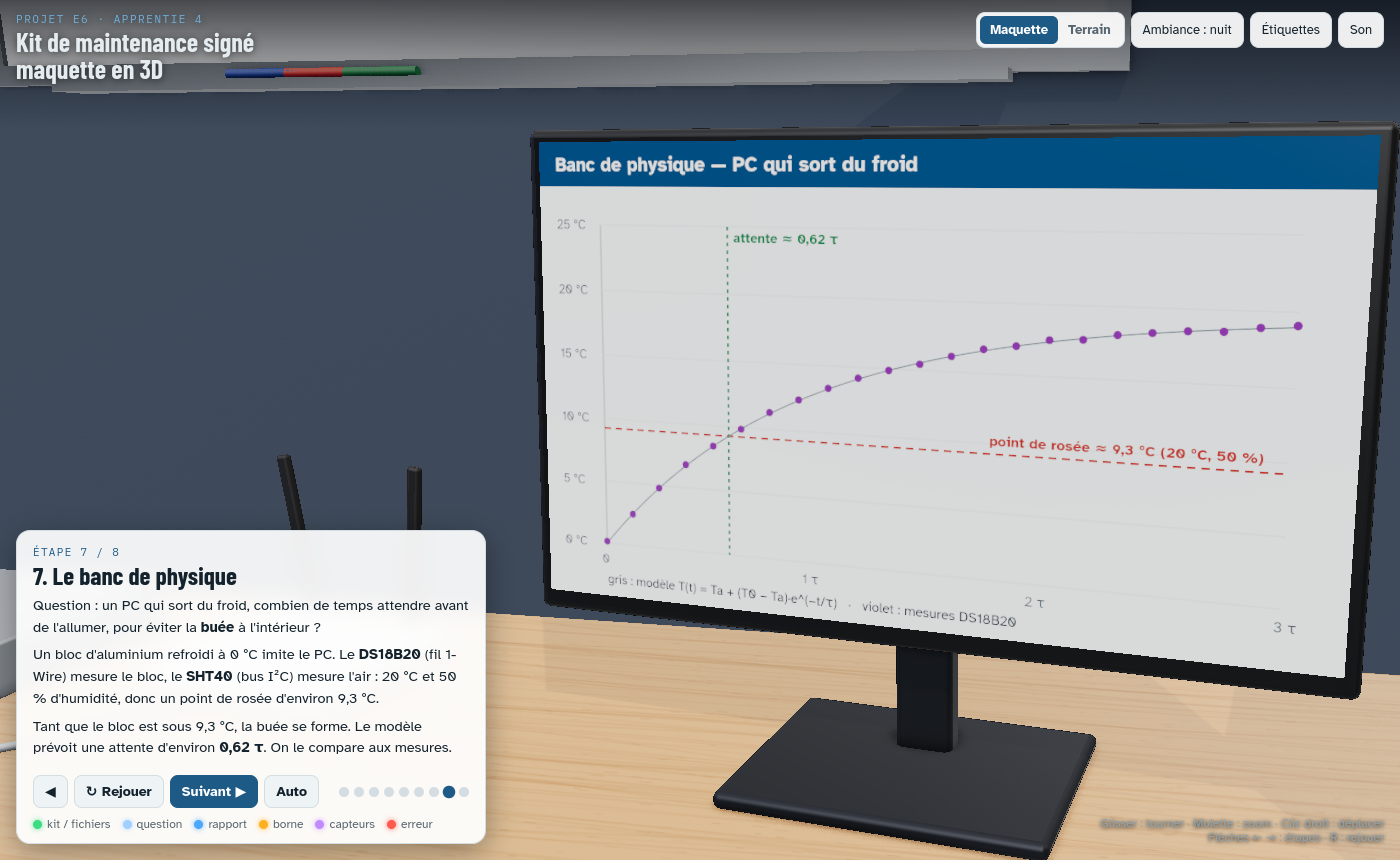 PROJET E6 · APPRENTIE 4
Kit de maintenance signé
maquette en 3D
Maquette
Terrain
Ambiance : nuit
Étiquettes
Son
Banc de physique — PC qui sort du froid
25 °C
20 °C
15 °C
10 °C
5 °C
0 °C
attente ≈ 0,62 τ
point de rosée ≈ 9,3 °C (20 °C, 50 %)
0
1 τ
2 τ
3 τ
gris : modèle T(t) = Ta + (T0 − Ta)·e^(−t/τ) · violet : mesures DS18B20
ÉTAPE 7 / 8
7. Le banc de physique
Question : un PC qui sort du froid, combien de temps attendre avant
de l'allumer, pour éviter la buée à l'intérieur ?
Un bloc d'aluminium refroidi à 0 °C imite le PC. Le DS18B20 (fil 1-
Wire) mesure le bloc, le SHT40 (bus I²C) mesure l'air : 20 °C et 50
% d'humidité, donc un point de rosée d'environ 9,3 °C.
Tant que le bloc est sous 9,3 °C, la buée se forme. Le modèle
prévoit une attente d'environ 0,62 τ. On le compare aux mesures.
◀
↻ Rejouer
Suivant ▶
Auto
kit / fichiers
question
rapport
borne
capteurs
erreur